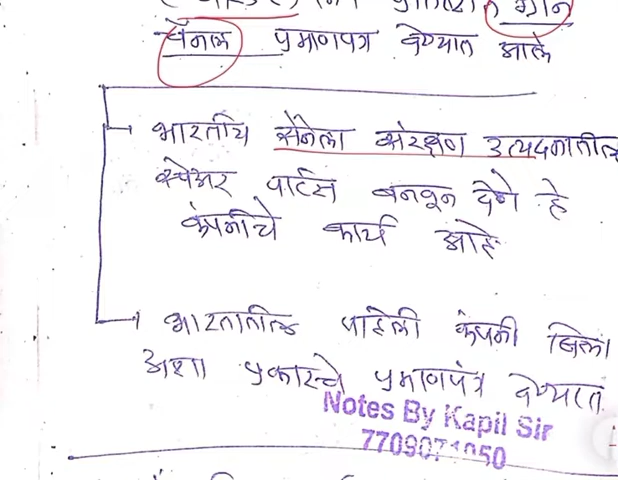 ग्रीन
चॅनल प्रमाणपत्र देण्यात आले
भारतीय सेनेला संरक्षण उत्पदनातील
स्पेअर पार्टस बनवून देणे हे
कंपनीचे कार्य आहे
भारतातील पहिली कंपनी जिला
अशा प्रकारचे प्रमाणपत्र देण्यात
Notes By Kapil Sir